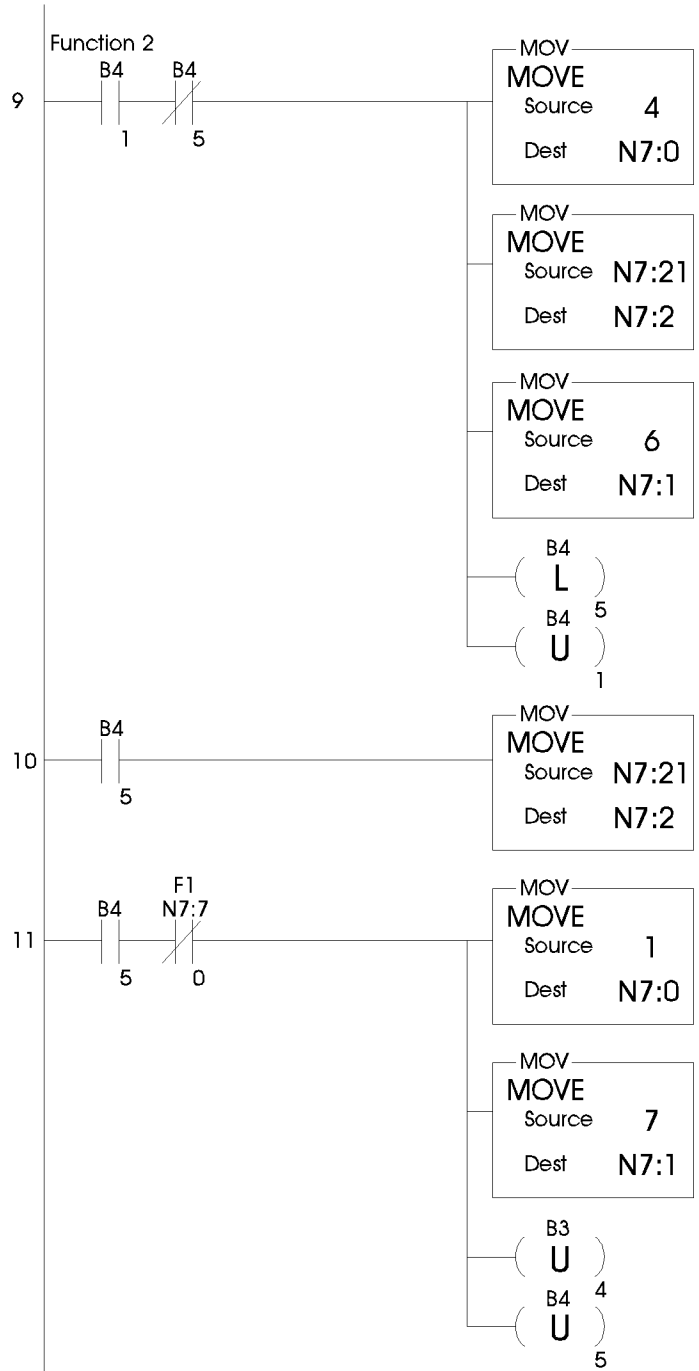 Function 2
B4 B4
9
1 5
MOV
MOVE
Source 4
Dest N7:0
MOV
MOVE
Source N7:21
Dest N7:2
MOV
MOVE
Source 6
Dest N7:1
B4
L
5
B4
U
1
10
B4
5
MOV
MOVE
Source N7:21
Dest N7:2
11
F1
B4 N7:7
5 0
MOV
MOVE
Source 1
Dest N7:0
MOV
MOVE
Source 7
Dest N7:1
B3
U
4
B4
U
5